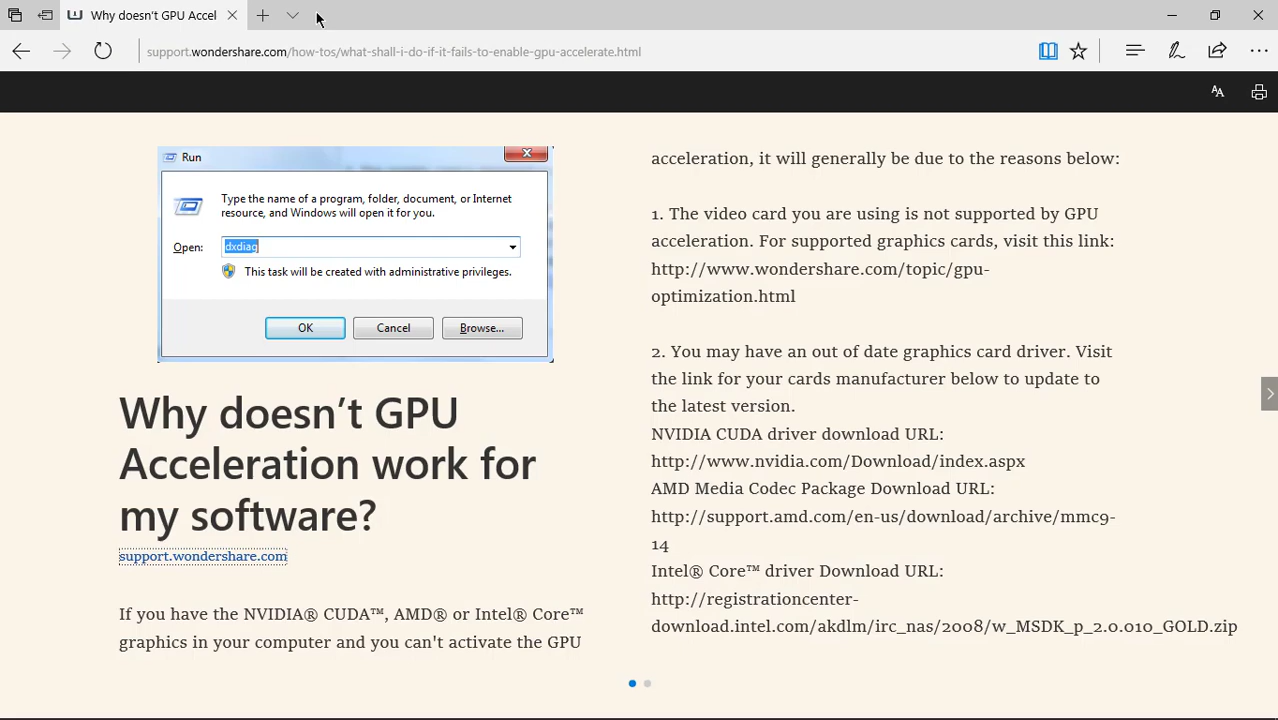 Why doesn't GPU Accel
support.wondershare.com/how-tos/what-shall-i-do-if-it-fails-to-enable-gpu-accelerate.html
AA
Run
Type the name of a program, folder, document, or Internet
resource, and Windows will open it for you.
Open: dxdiag
This task will be created with administrative privileges.
OK Cancel Browse...
Why doesn’t GPU
Acceleration work for
my software?
support.wondershare.com
If you have the NVIDIA® CUDA™, AMD® or Intel® Core™
graphics in your computer and you can't activate the GPU
acceleration, it will generally be due to the reasons below:
1. The video card you are using is not supported by GPU
acceleration. For supported graphics cards, visit this link:
http://www.wondershare.com/topic/gpu-
optimization.html
2. You may have an out of date graphics card driver. Visit
the link for your cards manufacturer below to update to
the latest version.
NVIDIA CUDA driver download URL:
http://www.nvidia.com/Download/index.aspx
AMD Media Codec Package Download URL:
http://support.amd.com/en-us/download/archive/mmc9-
14
Intel® Core™ driver Download URL:
http://registrationcenter-
download.intel.com/akdlm/irc_nas/2008/w_MSDK_p_2.0.010_GOLD.zip